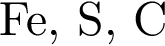 Fe, S, C